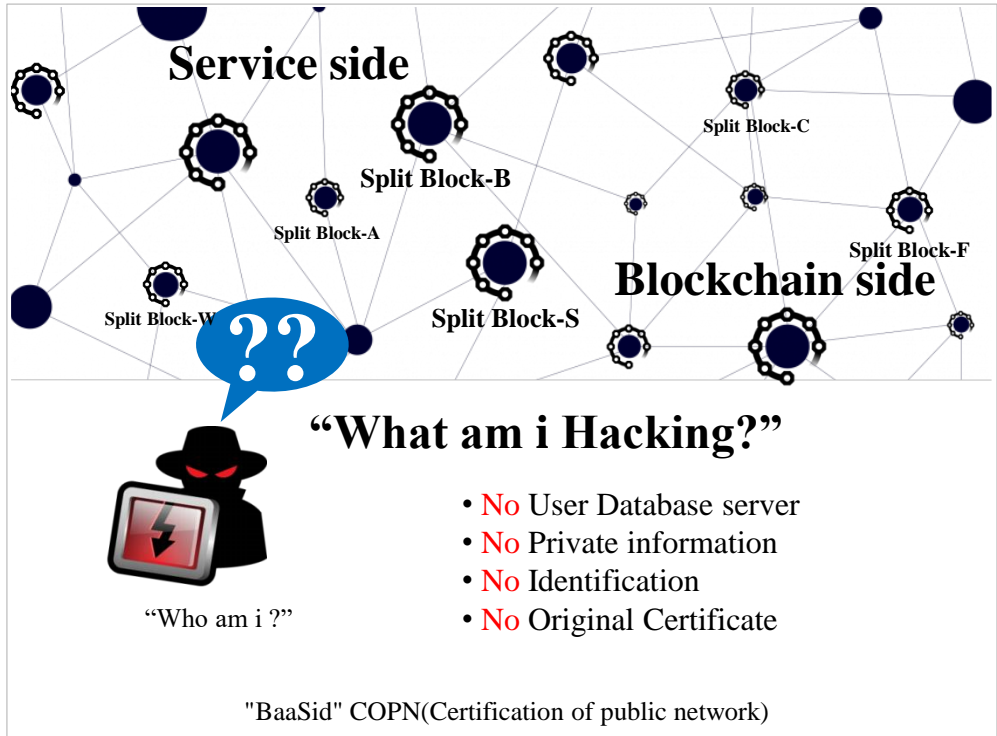 Service side
Split Block-C
Split Block-B
Split Block-A
Split Block-F
Blockchain side
Split Block-W
Split Block-S
??
“What am i Hacking?”
• No User Database server
• No Private information
• No Identification
• No Original Certificate
“Who am i ?”
"BaaSid" COPN(Certification of public network)